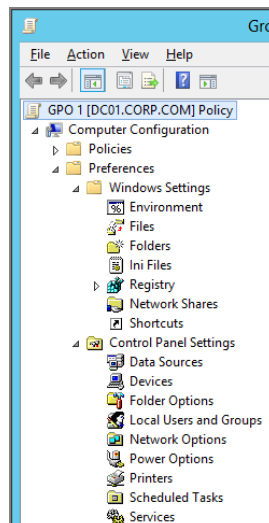 Gro
File Action View Help
GPO 1 [DC01.CORP.COM] Policy
Computer Configuration
Policies
Preferences
Windows Settings
Environment
Files
Folders
Ini Files
Registry
Network Shares
Shortcuts
Control Panel Settings
Data Sources
Devices
Folder Options
Local Users and Groups
Network Options
Power Options
Printers
Scheduled Tasks
Services